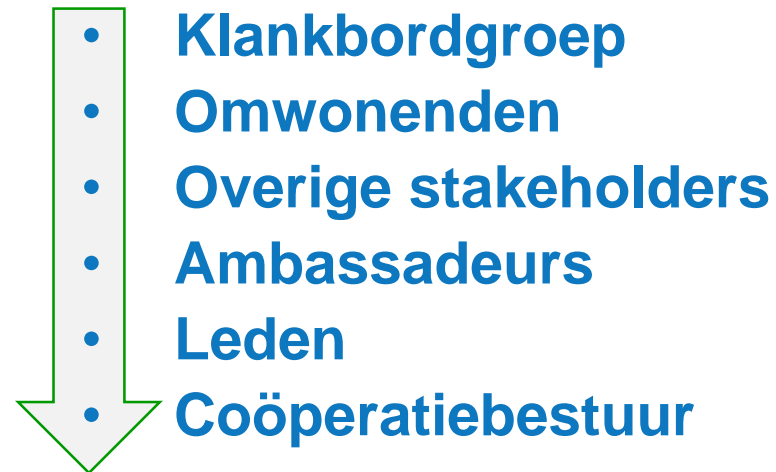 • Klankbordgroep
• Omwonenden
• Overige stakeholders
• Ambassadeurs
• Leden
• Coöperatiebestuur